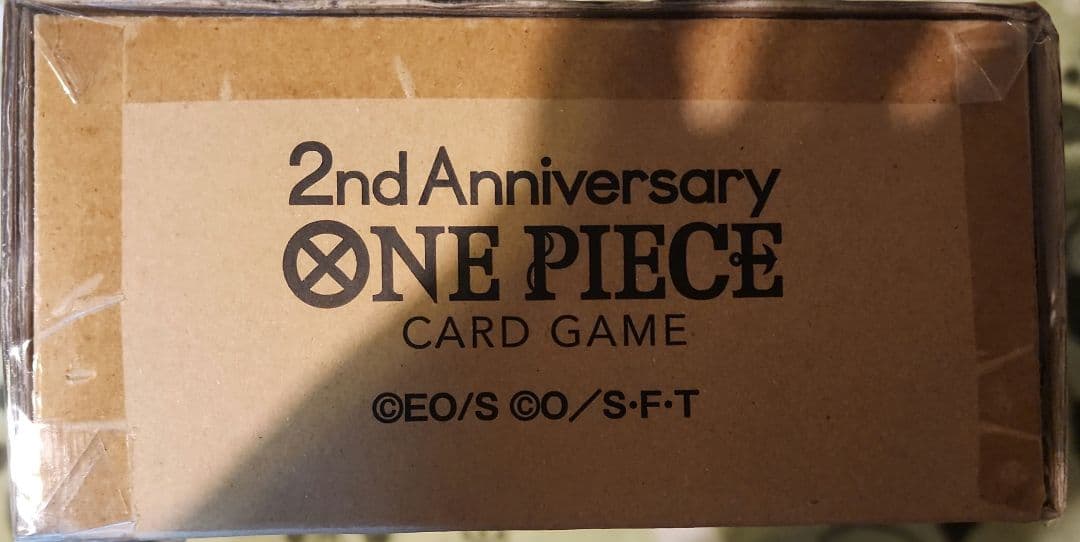 2nd Anniversary
ONE PIECE
CARD GAME
©EO/S ©O／S・F・T